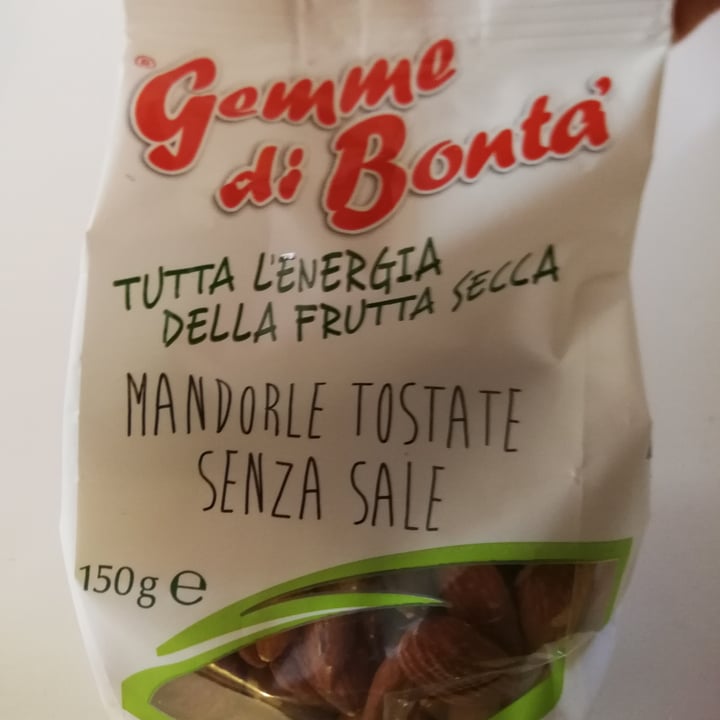 ®
Gemme
di Bontà
TUTTA L'ENERGIA
DELLA FRUTTA SECCA
MANDORLE TOSTATE
SENZA SALE
150g ℮